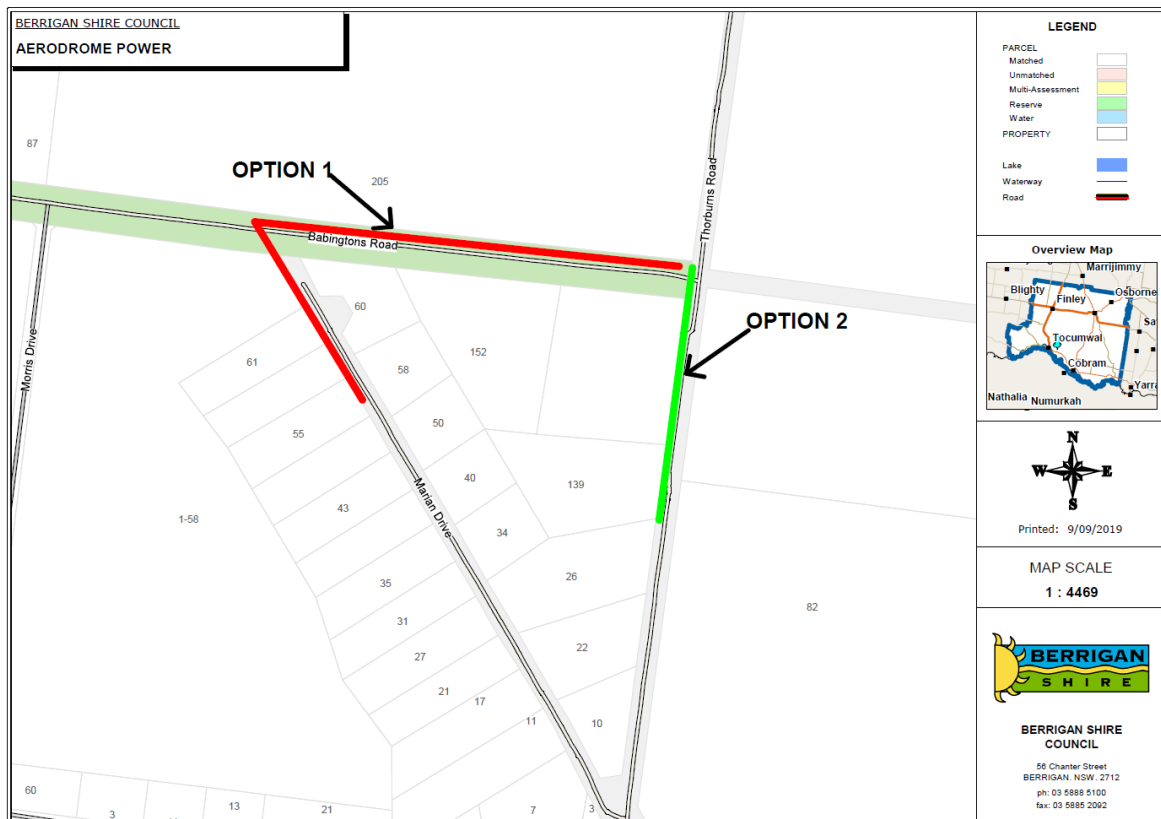 BERRIGAN SHIRE COUNCIL
AERODROME POWER
87
OPTION 1
205
Babingtons Road
Thorburns Road
OPTION 2
Morris Drive
60
61
58
152
55
50
40
139
43
1-58
Marian Drive
34
35
26
82
31
22
27
21
17
11
10
60
3
13
21
7
3
LEGEND
PARCEL
Matched
Unmatched
Multi-Assessment
Reserve
Water
PROPERTY
Lake
Waterway
Road
Overview Map
Marrijimmy
Blighty
Finley
Osborne
Sa
Tocumwal
Cobram
Yarra
Nathalia
Numurkah
N
W
E
S
Printed: 9/09/2019
MAP SCALE
1 : 4469
BERRIGAN
SHIRE
BERRIGAN SHIRE
COUNCIL
56 Chanter Street
BERRIGAN. NSW. 2712
ph: 03 5888 5100
fax: 03 5885 2092